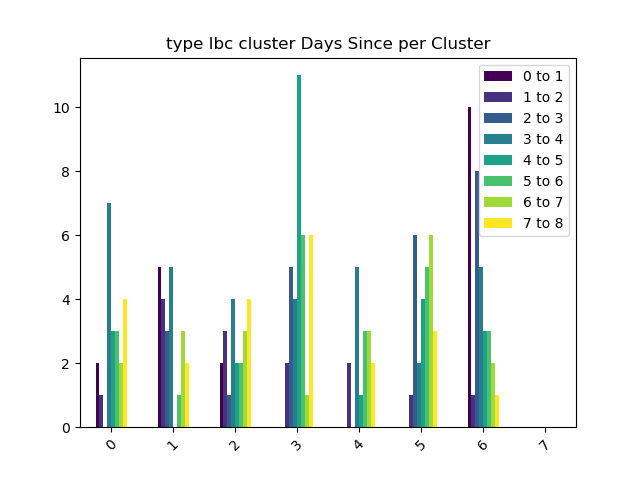 type Ibc cluster Days Since per Cluster
0 to 1
1 to 2
2 to 3
3 to 4
4 to 5
5 to 6
6 to 7
7 to 8
10
8
6
4
2
0
0 1 2 3 4 5 6 7